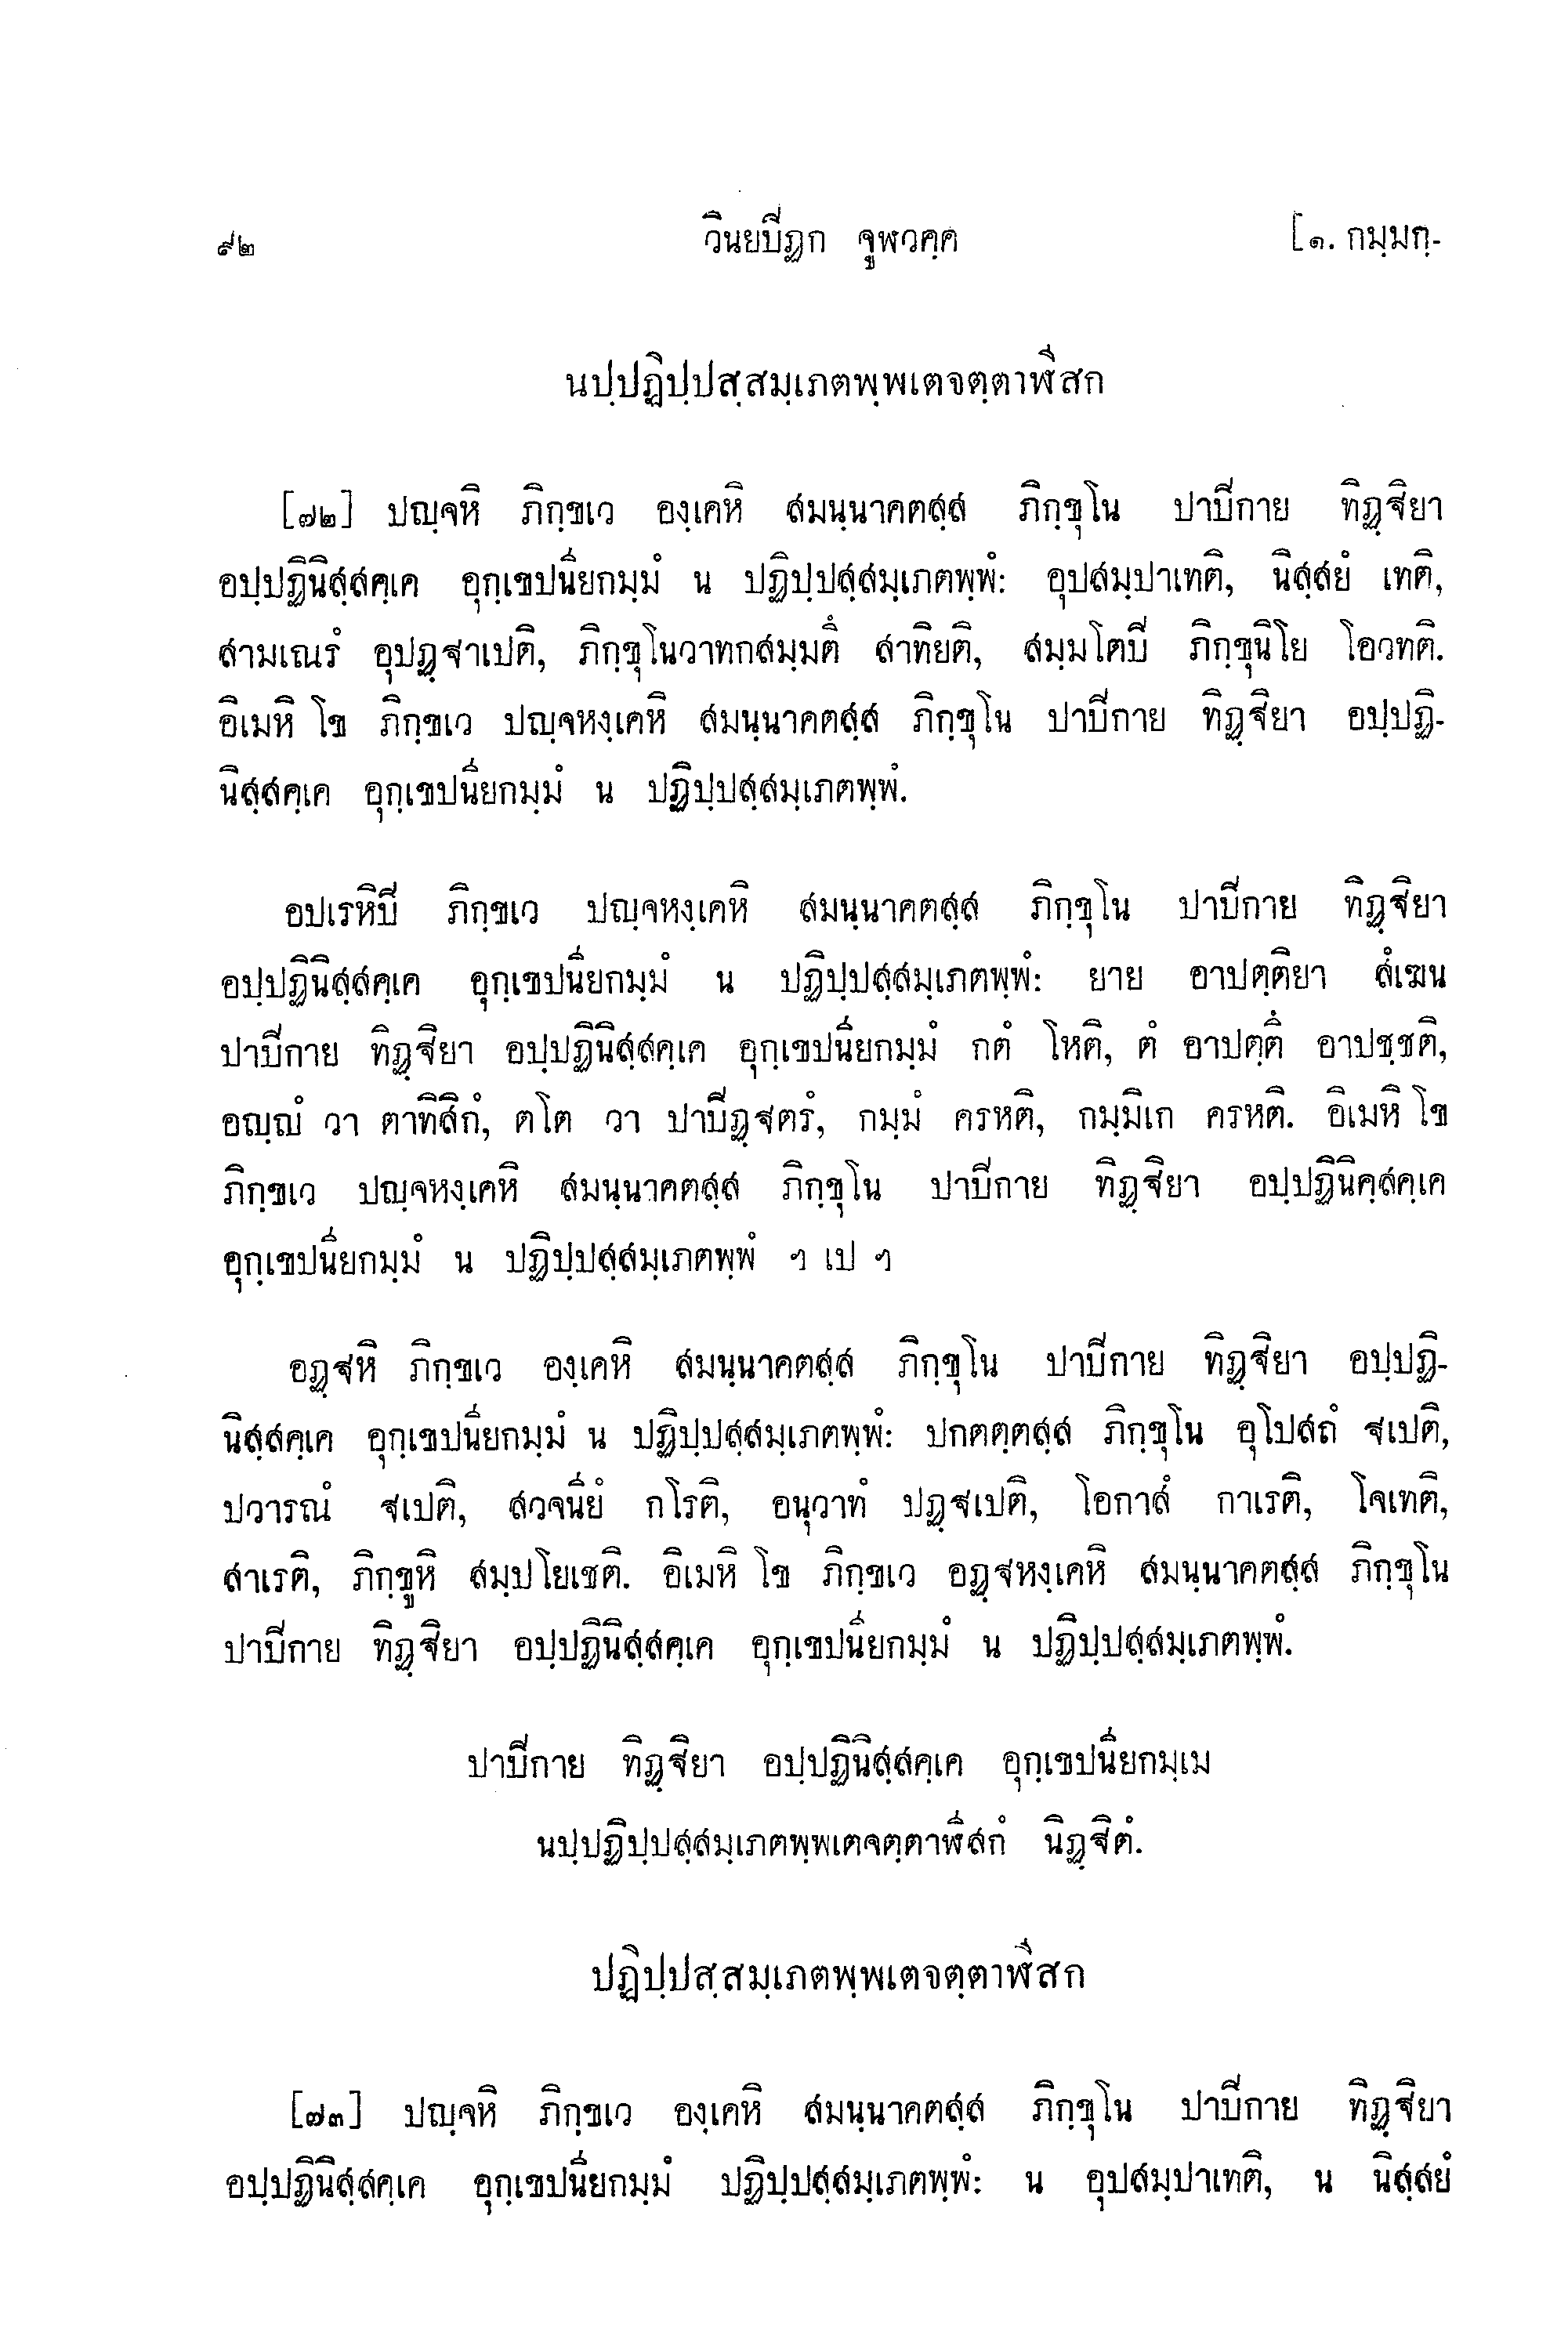 ๙๒ วินยปิฏก จูฬวคฺค [๑. กมฺมกฺ-
นปฺปฏิปฺปสฺสมฺเภตพฺพเตจตฺตาฬีสก
[๗๒] ปญฺจหิ ภิกฺขเว องฺเคหิ สมนฺนาคตสฺส ภิกฺขุโน ปาปิกาย ทิฏฺฐิยา
อปฺปฏินิสฺสคฺเค อุกฺเขปนียกมฺมํ น ปฏิปฺปสฺสมฺเภตพฺพํ: อุปสมฺปาเทติ, นิสฺสยํ เทติ,
สามเณรํ อุปฏฺฐาเปติ, ภิกฺขุโนวาทกสมฺมตึ สาทิยติ, สมฺมโตปิ ภิกฺขุนิโย โอวทติ.
อิเมหิ โข ภิกฺขเว ปญฺจหงฺเคหิ สมนฺนาคตสฺส ภิกฺขุโน ปาปิกาย ทิฏฺฐิยา อปฺปฏิ-
นิสฺสคฺเค อุกฺเขปนียกมฺมํ น ปฏิปฺปสฺสมฺเภตพฺพํ.
อปเรหิปิ ภิกฺขเว ปญฺจหงฺเคหิ สมนฺนาคตสฺส ภิกฺขุโน ปาปิกาย ทิฏฺฐิยา
อปฺปฏินิสฺสคฺเค อุกฺเขปนียกมฺมํ น ปฏิปฺปสฺสมฺเภตพฺพํ: ยาย อาปตฺติยา สํเฆน
ปาปิกาย ทิฏฺฐิยา อปฺปฏินิสฺสคฺเค อุกฺเขปนียกมฺมํ กตํ โหติ, ตํ อาปตฺตึ อาปชฺชติ,
อญฺญํ วา ตาทิสิกํ, ตโต วา ปาปิฏฺฐตรํ, กมฺมํ ครหติ, กมฺมิเก ครหติ. อิเมหิ โข
ภิกฺขเว ปญฺจหงฺเคหิ สมนฺนาคตสฺส ภิกฺขุโน ปาปิกาย ทิฏฺฐิยา อปฺปฏินิคฺสคฺเค
อุกฺเขปนียกมฺมํ น ปฏิปฺปสฺสมฺเภตพฺพํ ฯ เป ฯ
อฏฺฐหิ ภิกฺขเว องฺเคหิ สมนฺนาคตสฺส ภิกฺขุโน ปาปิกาย ทิฏฺฐิยา อปฺปฏิ-
นิสฺสคฺเค อุกฺเขปนียกมฺมํ น ปฏิปฺปสฺสมฺเภตพฺพํ: ปกตตฺตสฺส ภิกฺขุโน อุโปสถํ ฐเปติ,
ปวารณํ ฐเปติ, สวจนียํ กโรติ, อนุวาทํ ปฏฺฐเปติ, โอกาสํ กาเรติ, โจเทติ,
สาเรติ, ภิกฺขูหิ สมฺปโยเชติ. อิเมหิ โข ภิกฺขเว อฏฺฐหงฺเคหิ สมนฺนาคตสฺส ภิกฺขุโน
ปาปิกาย ทิฏฺฐิยา อปฺปฏินิสฺสคฺเค อุกฺเขปนียกมฺมํ น ปฏิปฺปสฺสมฺเภตพฺพํ.
ปาปิกาย ทิฏฺฐิยา อปฺปฏินิสฺสคฺเค อุกฺเขปนียกมฺเม
นปฺปฏิปฺปสฺสมฺเภตพฺพเตจตฺตาฬีสกํ นิฏฺฐิตํ.
ปฏิปฺปสฺสมฺเภตพฺพเตจตฺตาฬีสก
[๗๓] ปญฺจหิ ภิกฺขเว องฺเคหิ สมนฺนาคตสฺส ภิกฺขุโน ปาปิกาย ทิฏฺฐิยา
อปฺปฏินิสฺสคฺเค อุกฺเขปนียกมฺมํ ปฏิปฺปสฺสมฺเภตพฺพํ: น อุปสมฺปาเทติ, น นิสฺสยํ